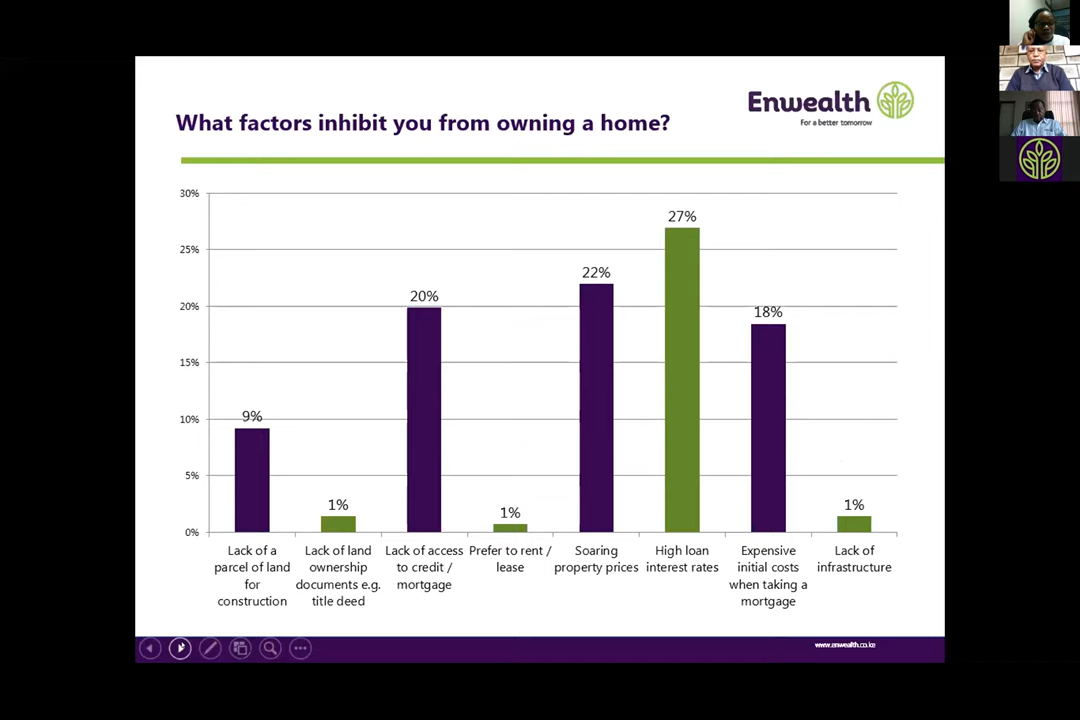 Enwealth
For a better tomorrow
What factors inhibit you from owning a home?
30%
25%
20%
15%
10%
5%
0%
9%
1%
20%
1%
22%
27%
18%
1%
Lack of a
parcel of land
for
construction
Lack of land
ownership
documents e.g.
title deed
Lack of access
to credit /
mortgage
Prefer to rent /
lease
Soaring
property prices
High loan
interest rates
Expensive
initial costs
when taking a
mortgage
Lack of
infrastructure
www.enwealth.co.ke